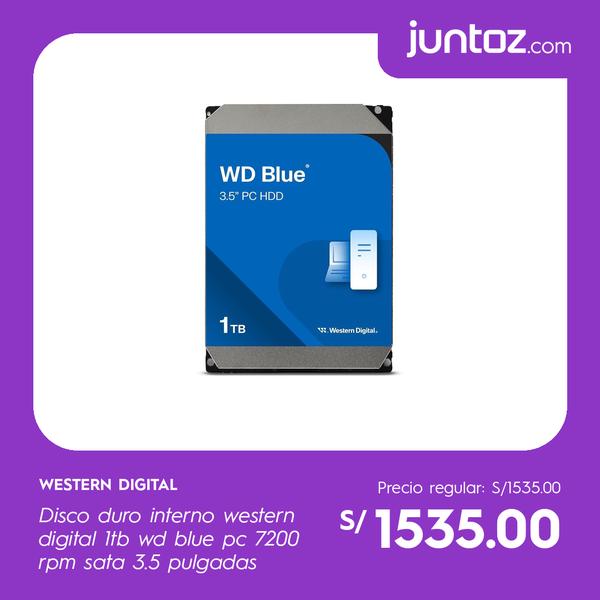 juntoz.com
WD Blue®
3.5" PC HDD
1TB
Western Digital.
WESTERN DIGITAL
Disco duro interno western
digital 1tb wd blue pc 7200
rpm sata 3.5 pulgadas
Precio regular: S/1535.00
S/ 1535.00